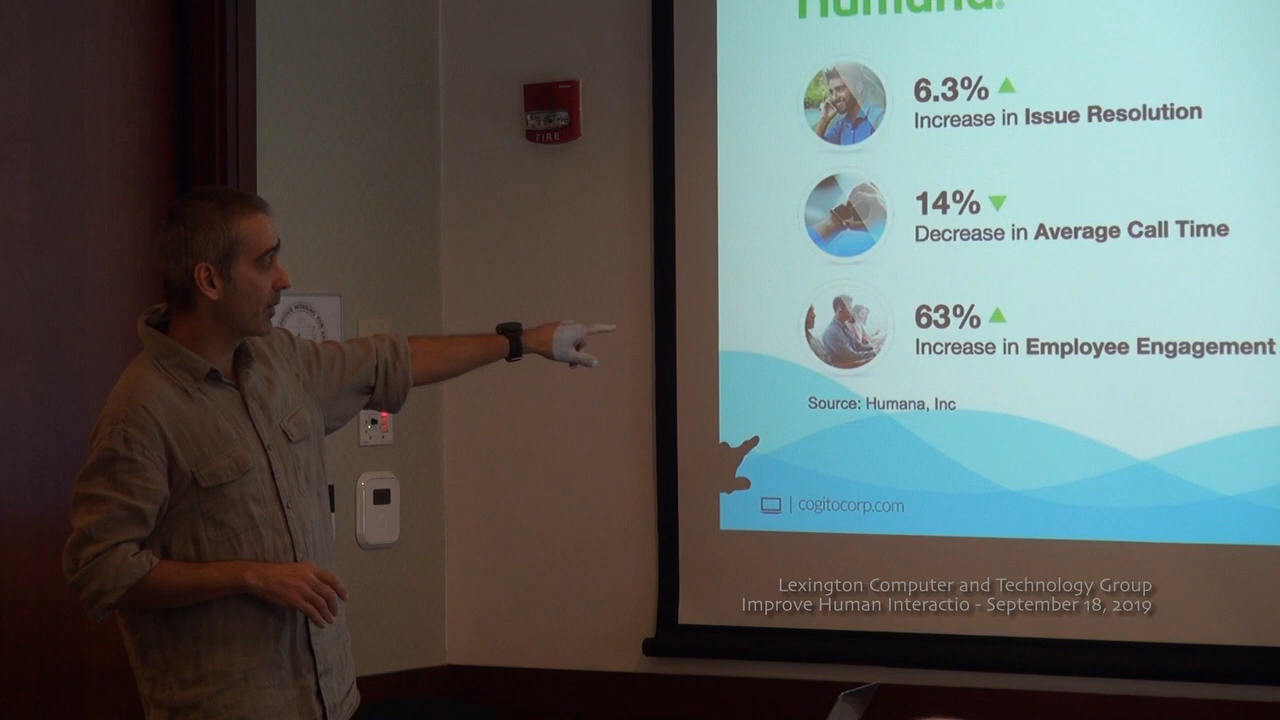 Humana.
6.3%
Increase in Issue Resolution
14%
Decrease in Average Call Time
63%
Increase in Employee Engagement
Source: Humana, Inc
cogitocorp.com
FIRE
Lexington Computer and Technology Group
Improve Human Interactio - September 18, 2019